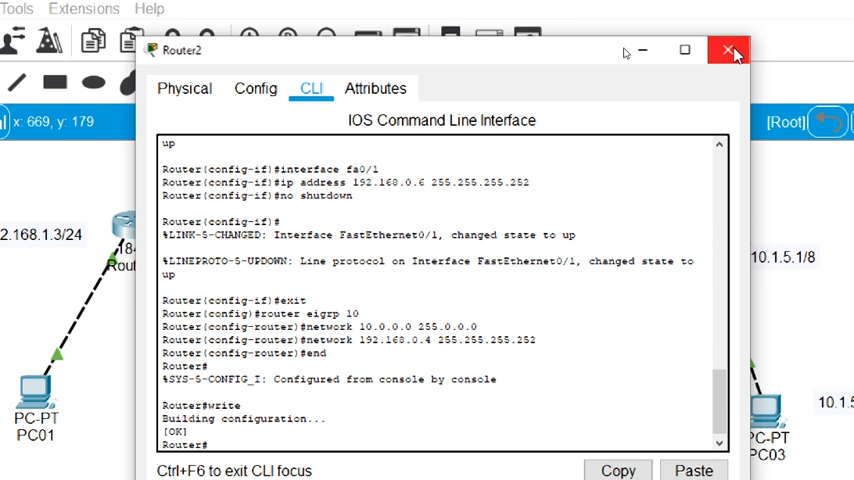 Tools Extensions Help
Router2
Physical Config CLI Attributes
x: 669, y: 179
[Root]
IOS Command Line Interface
up
Router(config-if)#interface fa0/1
Router(config-if)#ip address 192.168.0.6 255.255.255.252
Router(config-if)#no shutdown
Router(config-if)#
%LINK-5-CHANGED: Interface FastEthernet0/1, changed state to up
%LINEPROTO-5-UPDOWN: Line protocol on Interface FastEthernet0/1, changed state to
up
Router(config-if)#exit
Router(config)#router eigrp 10
Router(config-router)#network 10.0.0.0 255.0.0.0
Router(config-router)#network 192.168.0.4 255.255.255.252
Router(config-router)#end
Router#
%SYS-5-CONFIG_I: Configured from console by console
Router#write
Building configuration...
[OK]
Router#
Ctrl+F6 to exit CLI focus
Copy Paste
2.168.1.3/24
184
Rout
PC-PT
PC01
10.1.5.1/8
10.1.5
C-PT
PC03